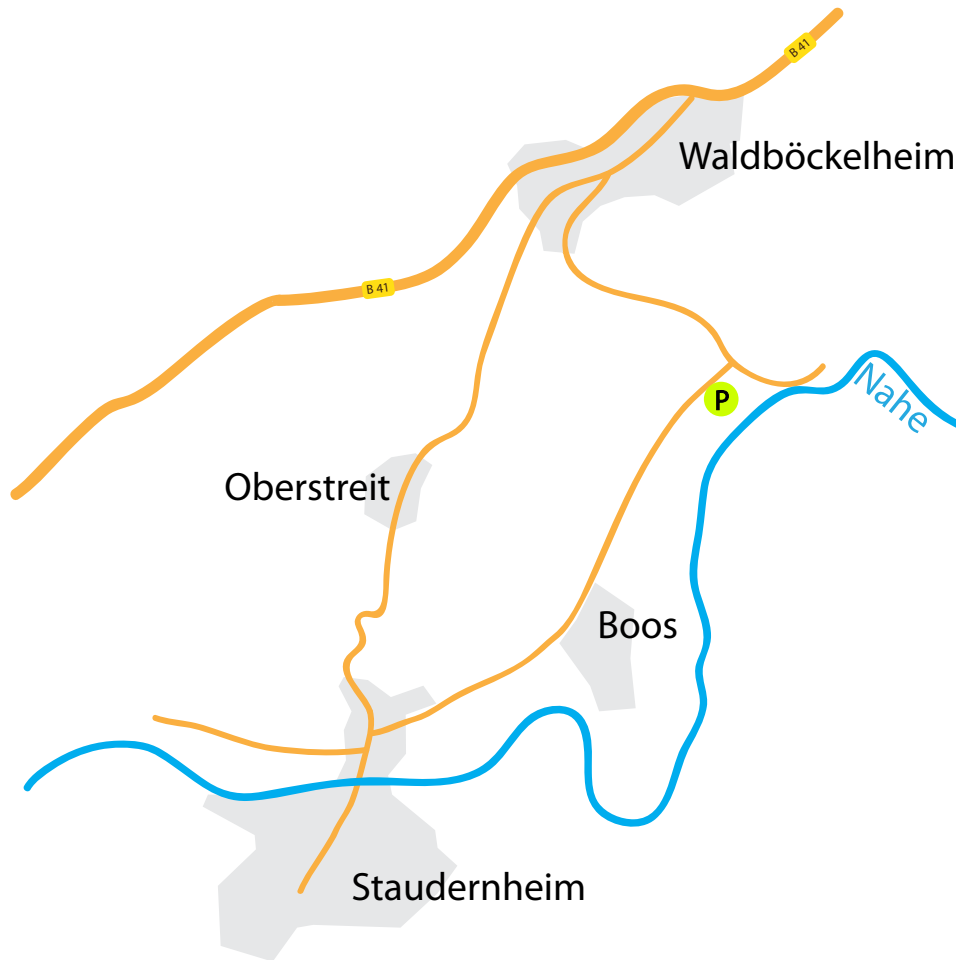 B 41
Waldböckelheim
B 41
Nahe
P
Oberstreit
Boos
Staudernheim